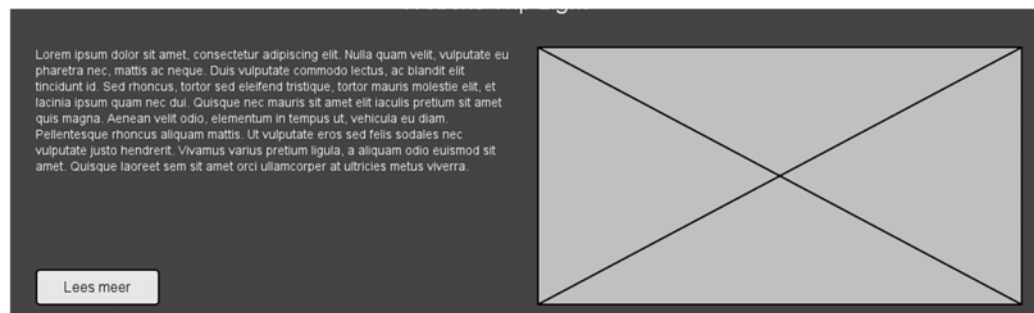 Lorem ipsum dolor sit amet, consectetur adipiscing elit. Nulla quam velit, vulputate eu
pharetra nec, mattis ac neque. Duis vulputate commodo lectus, ac blandit elit
tincidunt id. Sed rhoncus, tortor sed eleifend tristique, tortor mauris molestie elit, et
lacinia ipsum quam nec dui. Quisque nec mauris sit amet elit iaculis pretium sit amet
quis magna. Aenean velit odio, elementum in tempus ut, vehicula eu diam.
Pellentesque rhoncus aliquam mattis. Ut vulputate eros sed felis sodales nec
vulputate justo hendrerit. Vivamus varius pretium ligula, a aliquam odio euismod sit
amet. Quisque laoreet sem sit amet orci ullamcorper at ultricies metus viverra.
Lees meer